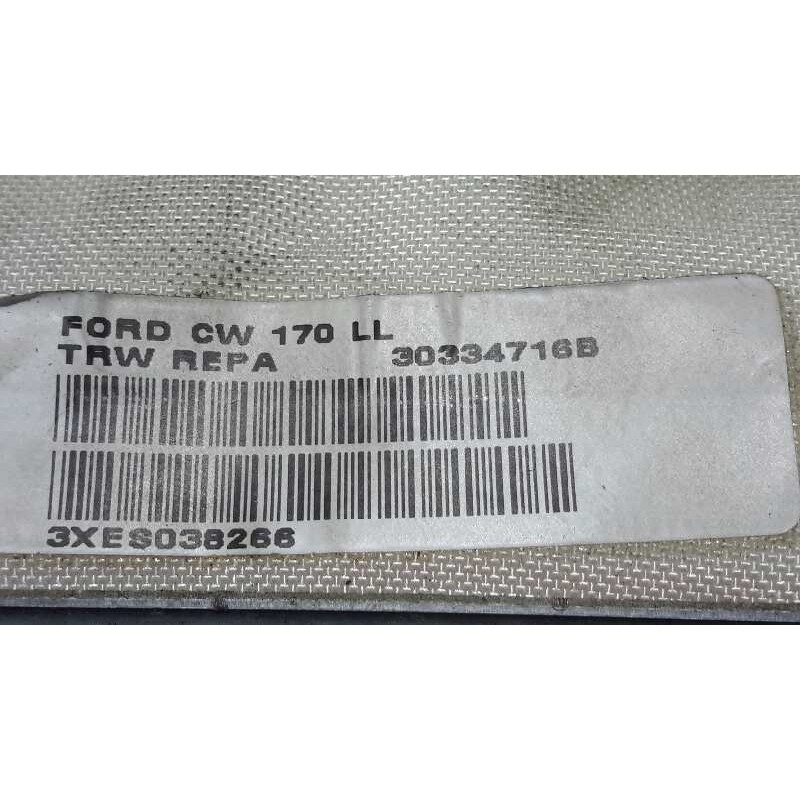 FORD CW 170 LL
TRW REPA 30334716B
3XES038266